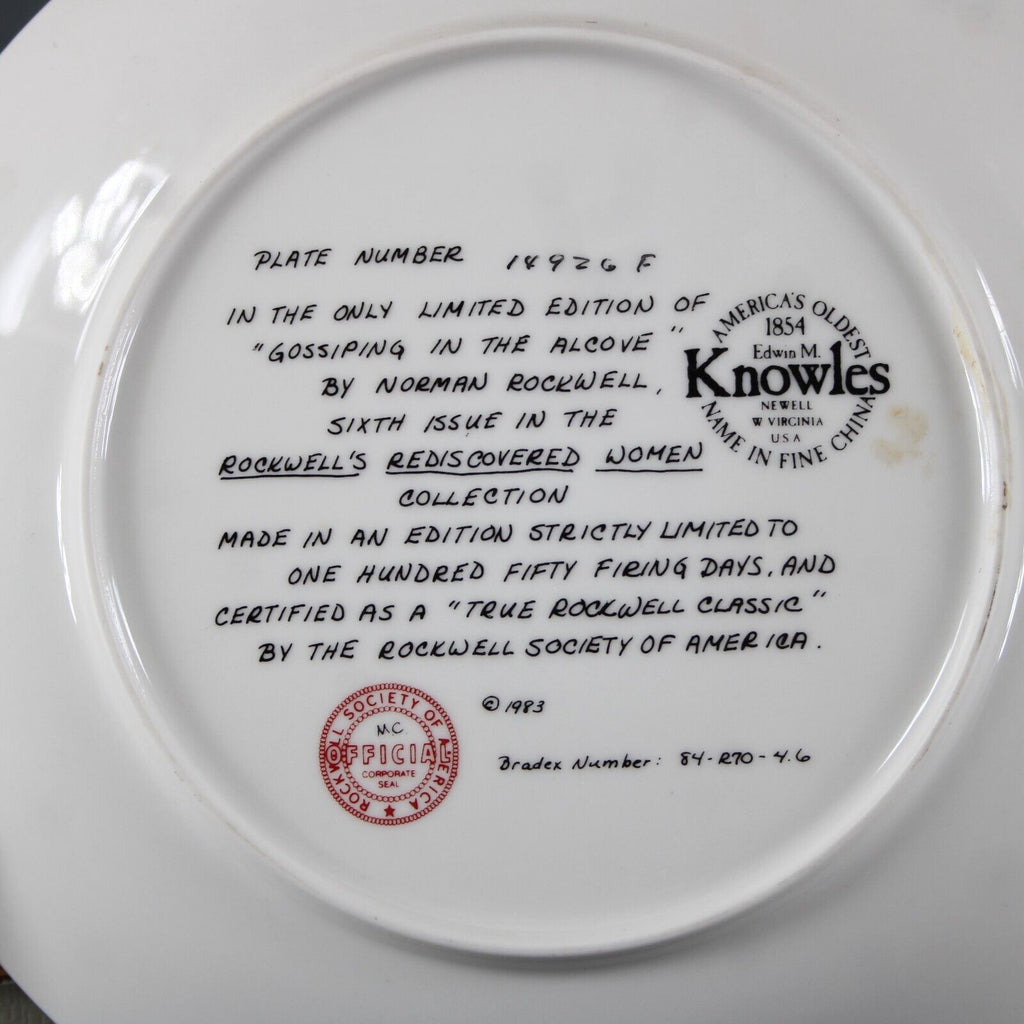 PLATE NUMBER 14926 F
IN THE ONLY LIMITED EDITION OF
"GOSSIPING IN THE ALCOVE"
BY NORMAN ROCKWELL,
SIXTH ISSUE IN THE
ROCKWELL'S REDISCOVERED WOMEN
COLLECTION
MADE IN AN EDITION STRICTLY LIMITED TO
ONE HUNDRED FIFTY FIRING DAYS, AND
CERTIFIED AS A "TRUE ROCKWELL CLASSIC"
BY THE ROCKWELL SOCIETY OF AMERICA.
AMERICA'S OLDEST
1854
Edwin M.
Knowles
NEWELL
W VIRGINIA
USA
NAME IN FINE CHINA
ROCKWELL SOCIETY OF AMERICA
MC
OFFICIAL
CORPORATE
SEAL
© 1983
Bradex Number: 84-R70-4.6